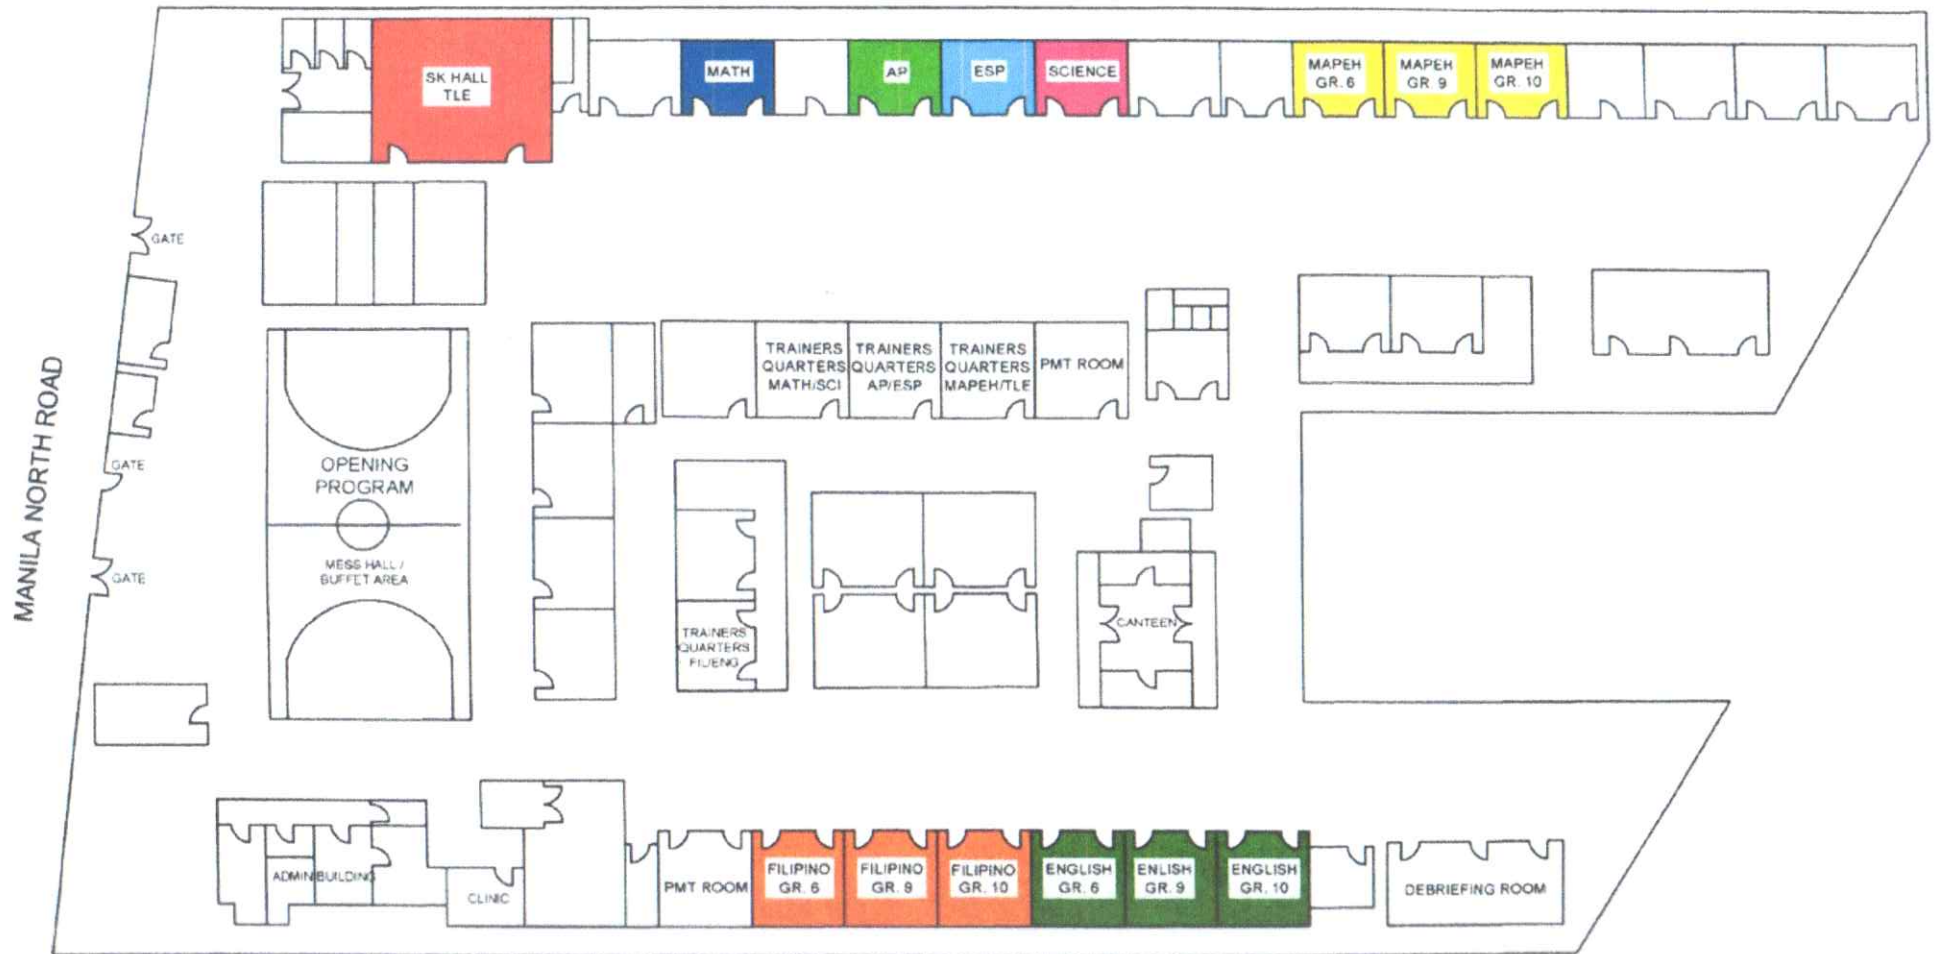 SK HALL
TLE
MATH
AP
ESP
SCIENCE
MAPEH
GR. 6
MAPEH
GR. 9
MAPEH
GR. 10
GATE
MANILA NORTH ROAD
GATE
GATE
OPENING
PROGRAM
MESS HALL /
BUFFET AREA
TRAINERS
QUARTERS
MATH/SCI
TRAINERS
QUARTERS
AP/ESP
TRAINERS
QUARTERS
MAPEH/TLE
PMT ROOM
TRAINERS
QUARTERS
FIL/ENG
CANTEEN
ADMIN BUILDING
CLINIC
PMT ROOM
FILIPINO
GR. 6
FILIPINO
GR. 9
FILIPINO
GR. 10
ENGLISH
GR. 6
ENLISH
GR. 9
ENGLISH
GR. 10
DEBRIEFING ROOM